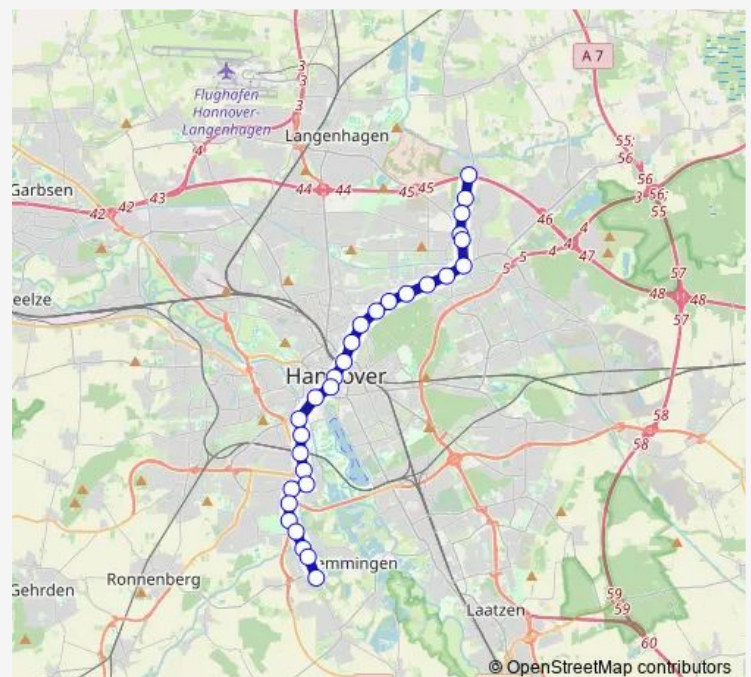 A 7
3
3
3
Flughafen
Hannover-
Langenhagen
Langenhagen
4
55;
56
56
3
56;
55
Garbsen
42
42
43
44
44
45
45
46
4
4
47
5
5
4
57
48
48
57
eelze
Hannover
58
58
emmingen
Ronnenberg
Gehrden
Laatzen
59
59
60
© OpenStreetMap contributors